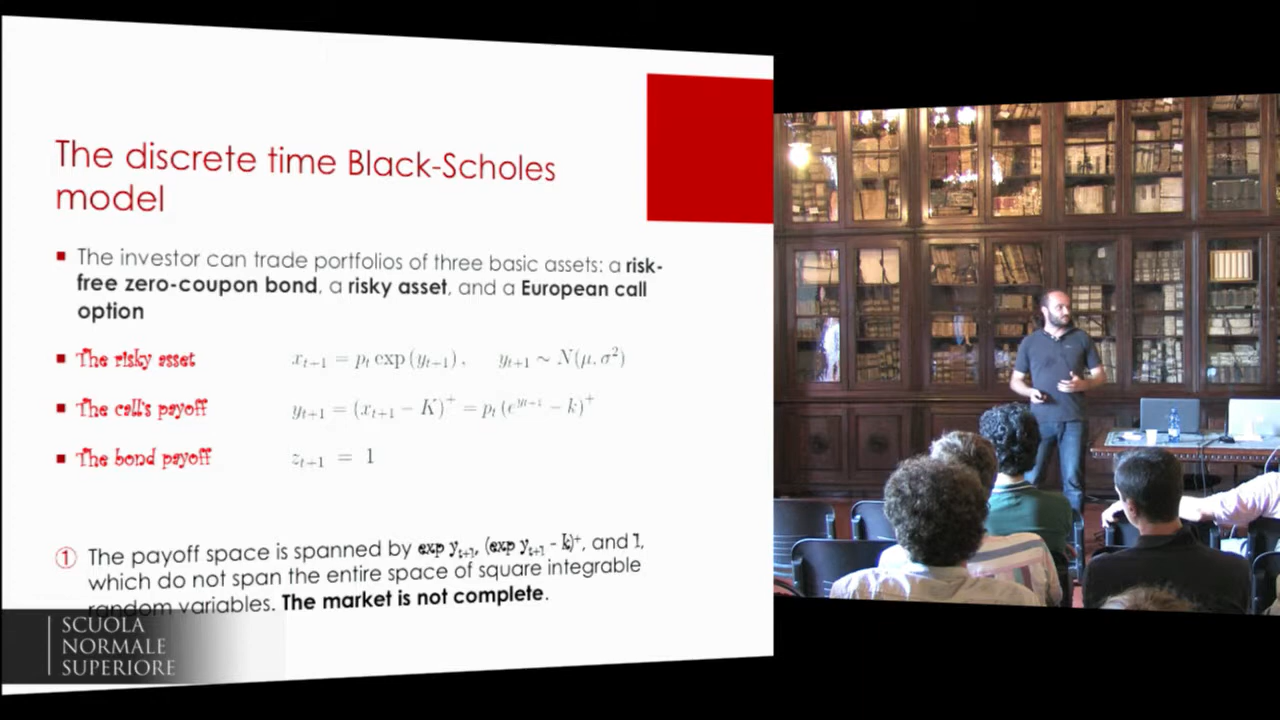 The discrete time Black-Scholes
model
▪ The investor can trade portfolios of three basic assets: a risk-
free zero-coupon bond, a risky asset, and a European call
option
▪ The risky asset x_{t+1} = p_t exp(y_{t+1}), y_{t+1} ~ N(μ, σ²)
▪ The call's payoff y_{t+1} = (x_{t+1} − K)⁺ = p_t (e^{y_{t+1}} − k)⁺
▪ The bond payoff z_{t+1} = 1
① The payoff space is spanned by exp y_{t+1}, (exp y_{t+1} - k)⁺, and 1,
which do not span the entire space of square integrable
random variables. The market is not complete.
SCUOLA
NORMALE
SUPERIORE